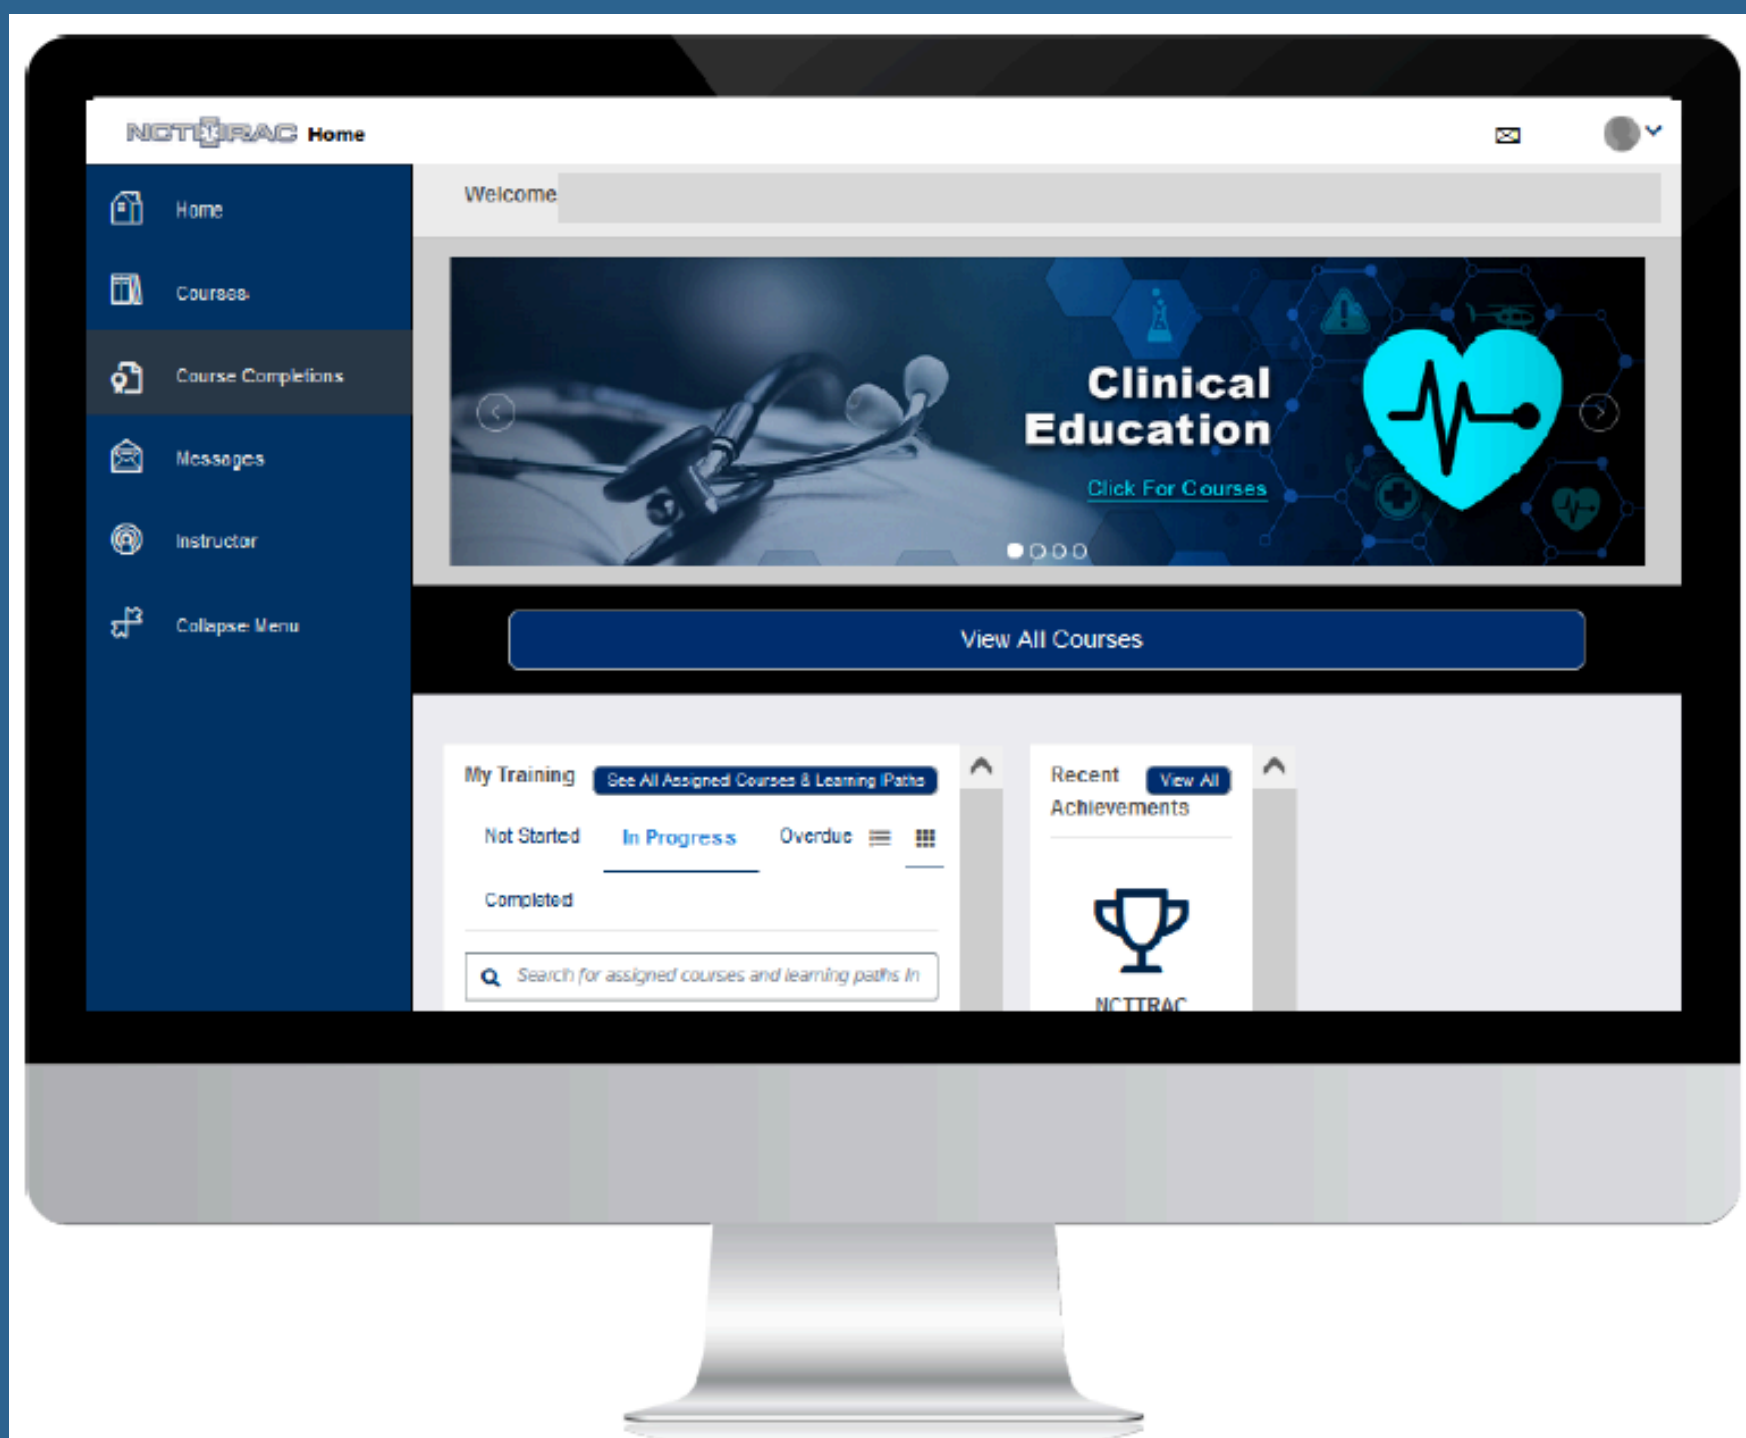 NCTTRAC Home
Home
Courses
Course Completions
Messages
Instructor
Collapse Menu
Welcome
Clinical
Education
Click For Courses
View All Courses
My Training
See All Assigned Courses & Learning Paths
Not Started
In Progress
Overdue
Completed
Search for assigned courses and learning paths In
Recent
Achievements
View All
NCTTRAC